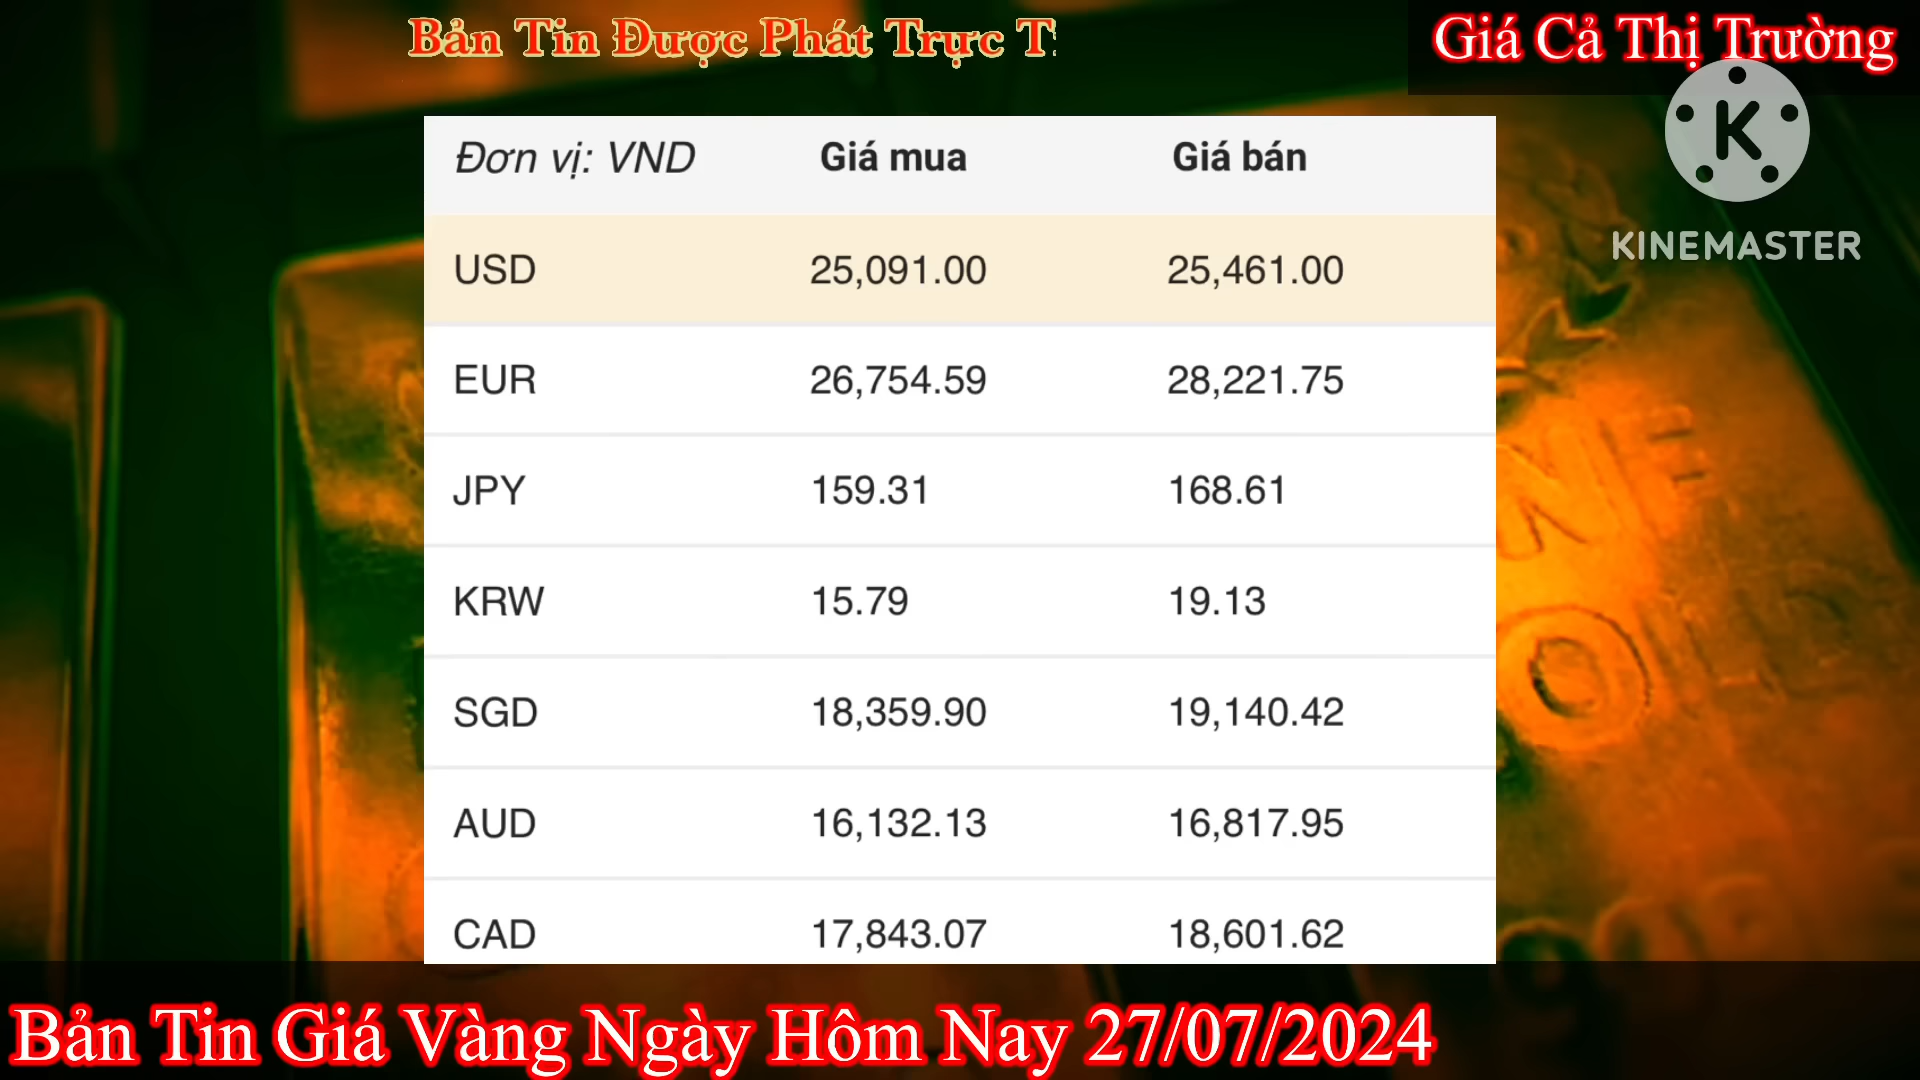 Bản Tin Được Phát Trực
Giá Cả Thị Trường
K
KINEMASTER
Đơn vị: VND Giá mua Giá bán
USD 25,091.00 25,461.00
EUR 26,754.59 28,221.75
JPY 159.31 168.61
KRW 15.79 19.13
SGD 18,359.90 19,140.42
AUD 16,132.13 16,817.95
CAD 17,843.07 18,601.62
Bản Tin Giá Vàng Ngày Hôm Nay 27/07/2024